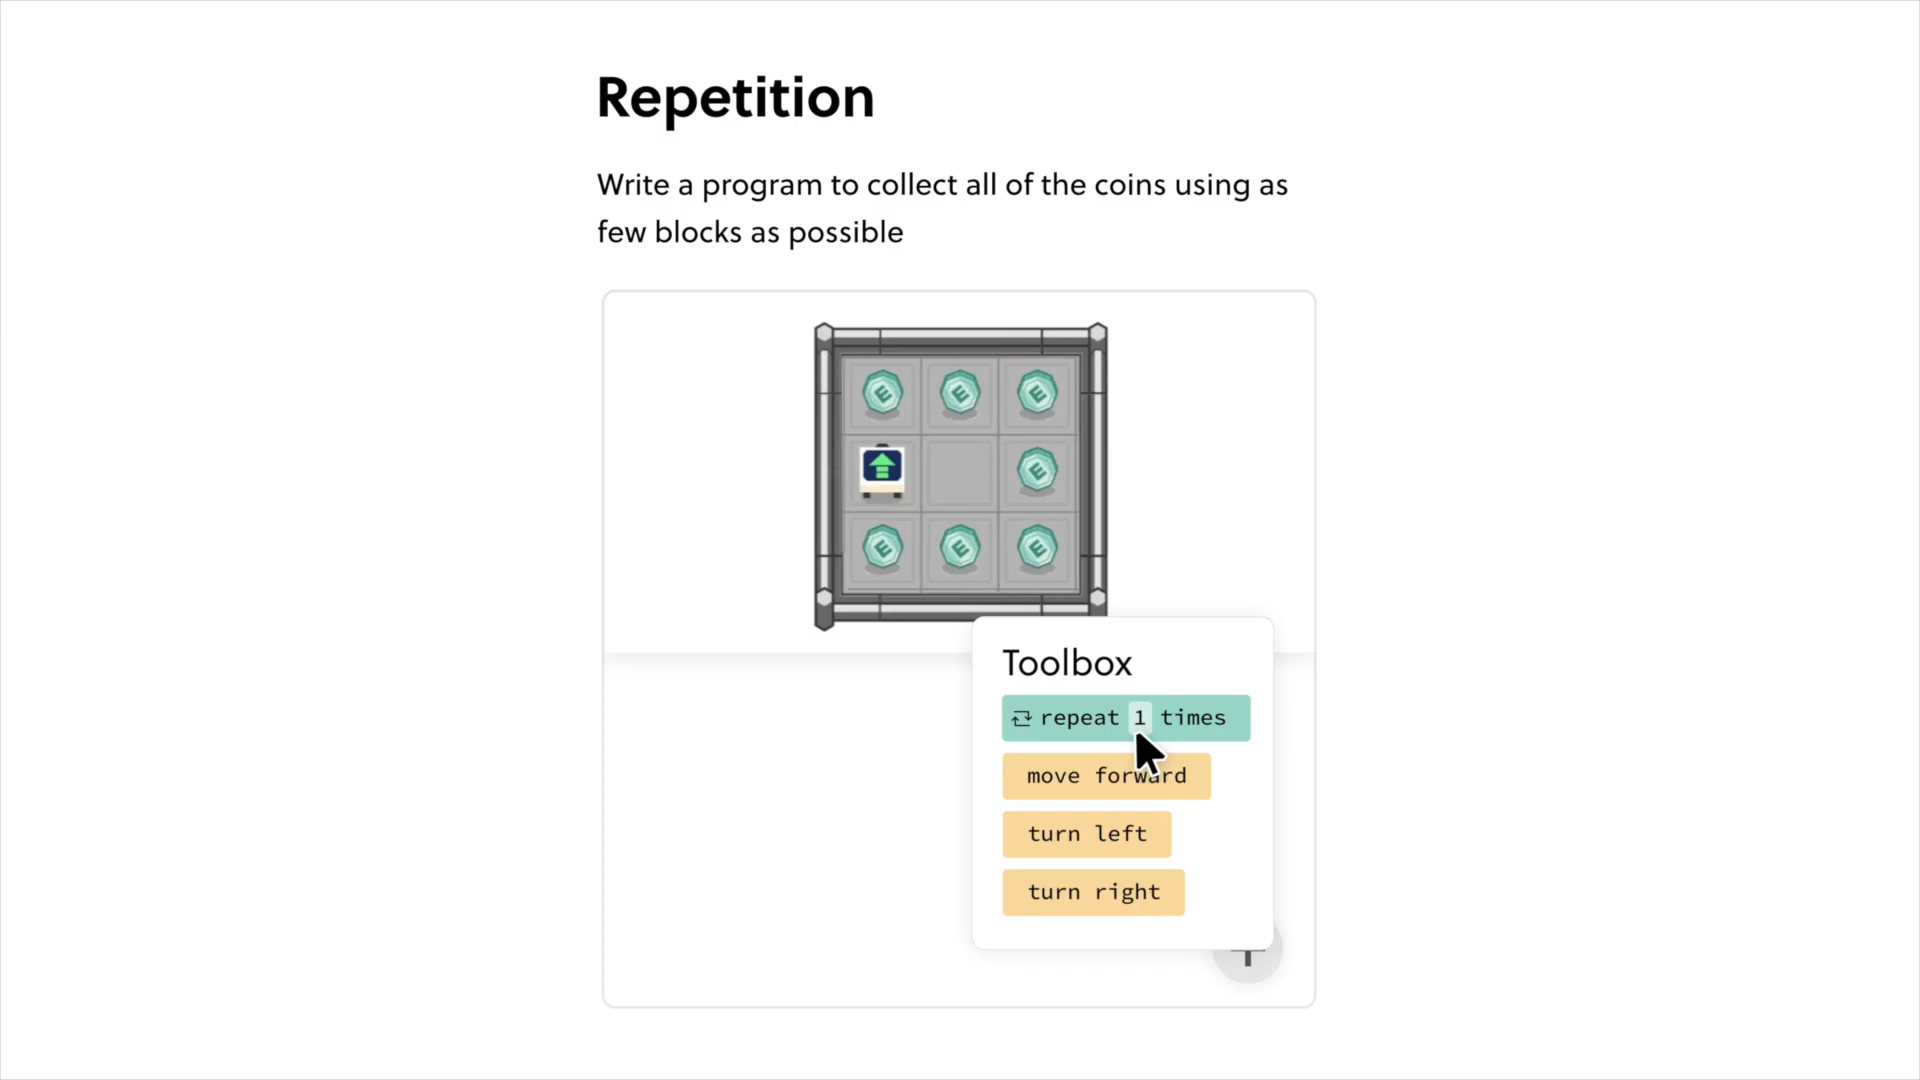 Repetition
Write a program to collect all of the coins using as
few blocks as possible
E E E
E
E E E
Toolbox
repeat 1 times
move forward
turn left
turn right